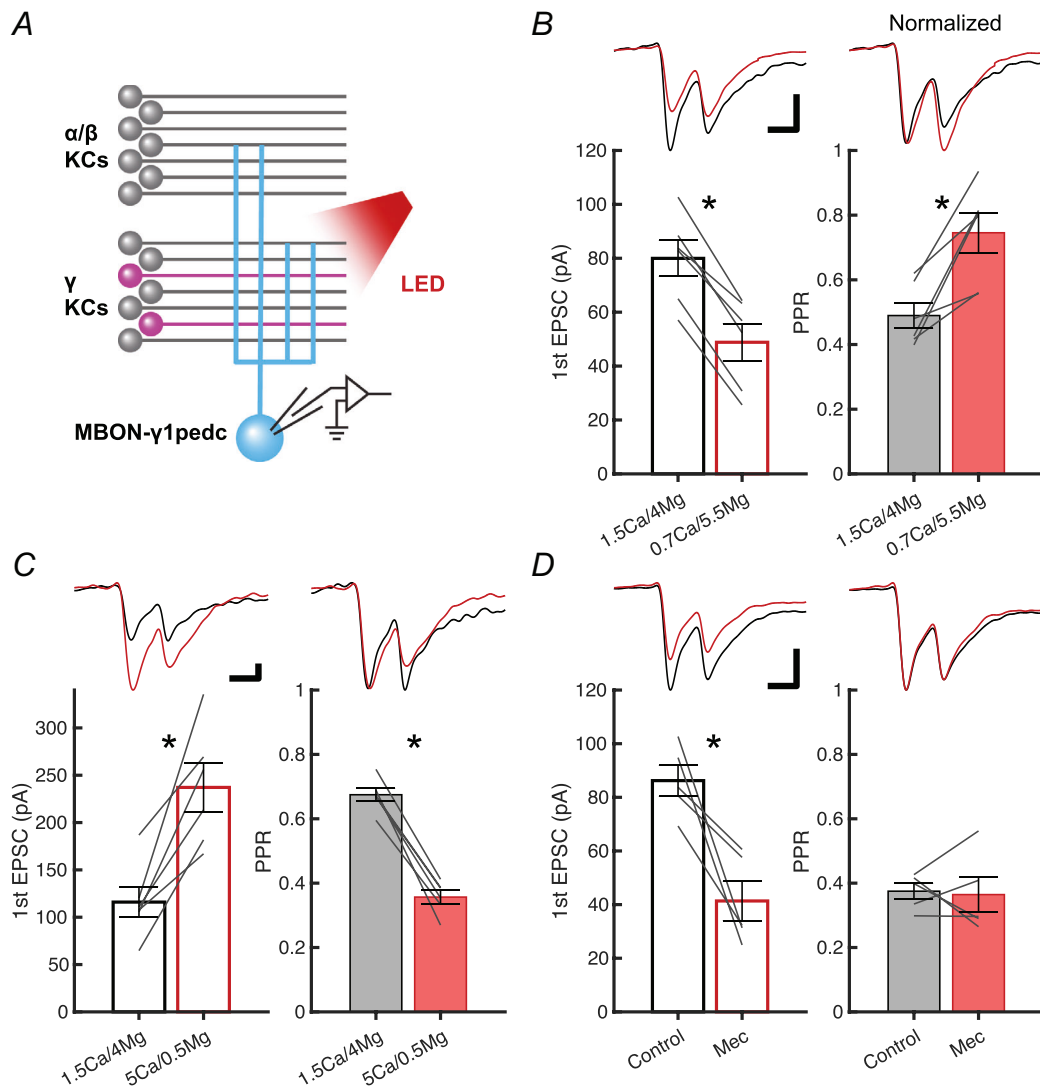 A
α/β
KCs
γ
KCs
LED
MBON-γ1pedc
B
Normalized
*
*
1st EPSC (pA)
120
100
80
60
40
20
0
1.5Ca/4Mg
0.7Ca/5.5Mg
PPR
1
0.8
0.6
0.4
0.2
0
1.5Ca/4Mg
0.7Ca/5.5Mg
C
*
*
1st EPSC (pA)
300
250
200
150
100
50
0
1.5Ca/4Mg
5Ca/0.5Mg
PPR
1
0.8
0.6
0.4
0.2
0
1.5Ca/4Mg
5Ca/0.5Mg
D
*
1st EPSC (pA)
120
100
80
60
40
20
0
Control
Mec
PPR
1
0.8
0.6
0.4
0.2
0
Control
Mec